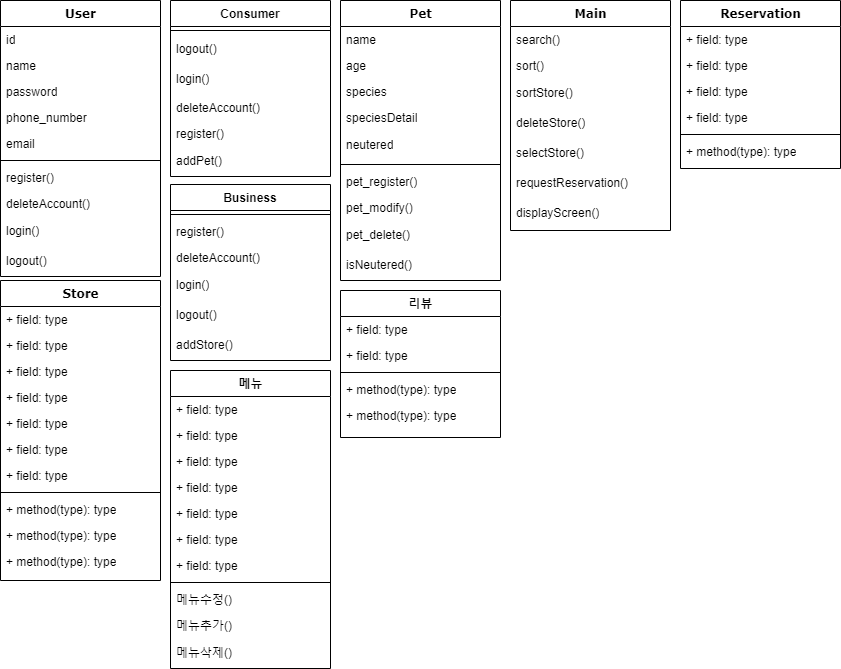 User
id
name
password
phone_number
email
register()
deleteAccount()
login()
logout()
Store
+ field: type
+ field: type
+ field: type
+ field: type
+ field: type
+ field: type
+ field: type
+ method(type): type
+ method(type): type
+ method(type): type
Consumer
logout()
login()
deleteAccount()
register()
addPet()
Business
register()
deleteAccount()
login()
logout()
addStore()
메뉴
+ field: type
+ field: type
+ field: type
+ field: type
+ field: type
+ field: type
+ field: type
메뉴수정()
메뉴추가()
메뉴삭제()
Pet
name
age
species
speciesDetail
neutered
pet_register()
pet_modify()
pet_delete()
isNeutered()
리뷰
+ field: type
+ field: type
+ method(type): type
+ method(type): type
Main
search()
sort()
sortStore()
deleteStore()
selectStore()
requestReservation()
displayScreen()
Reservation
+ field: type
+ field: type
+ field: type
+ field: type
+ method(type): type